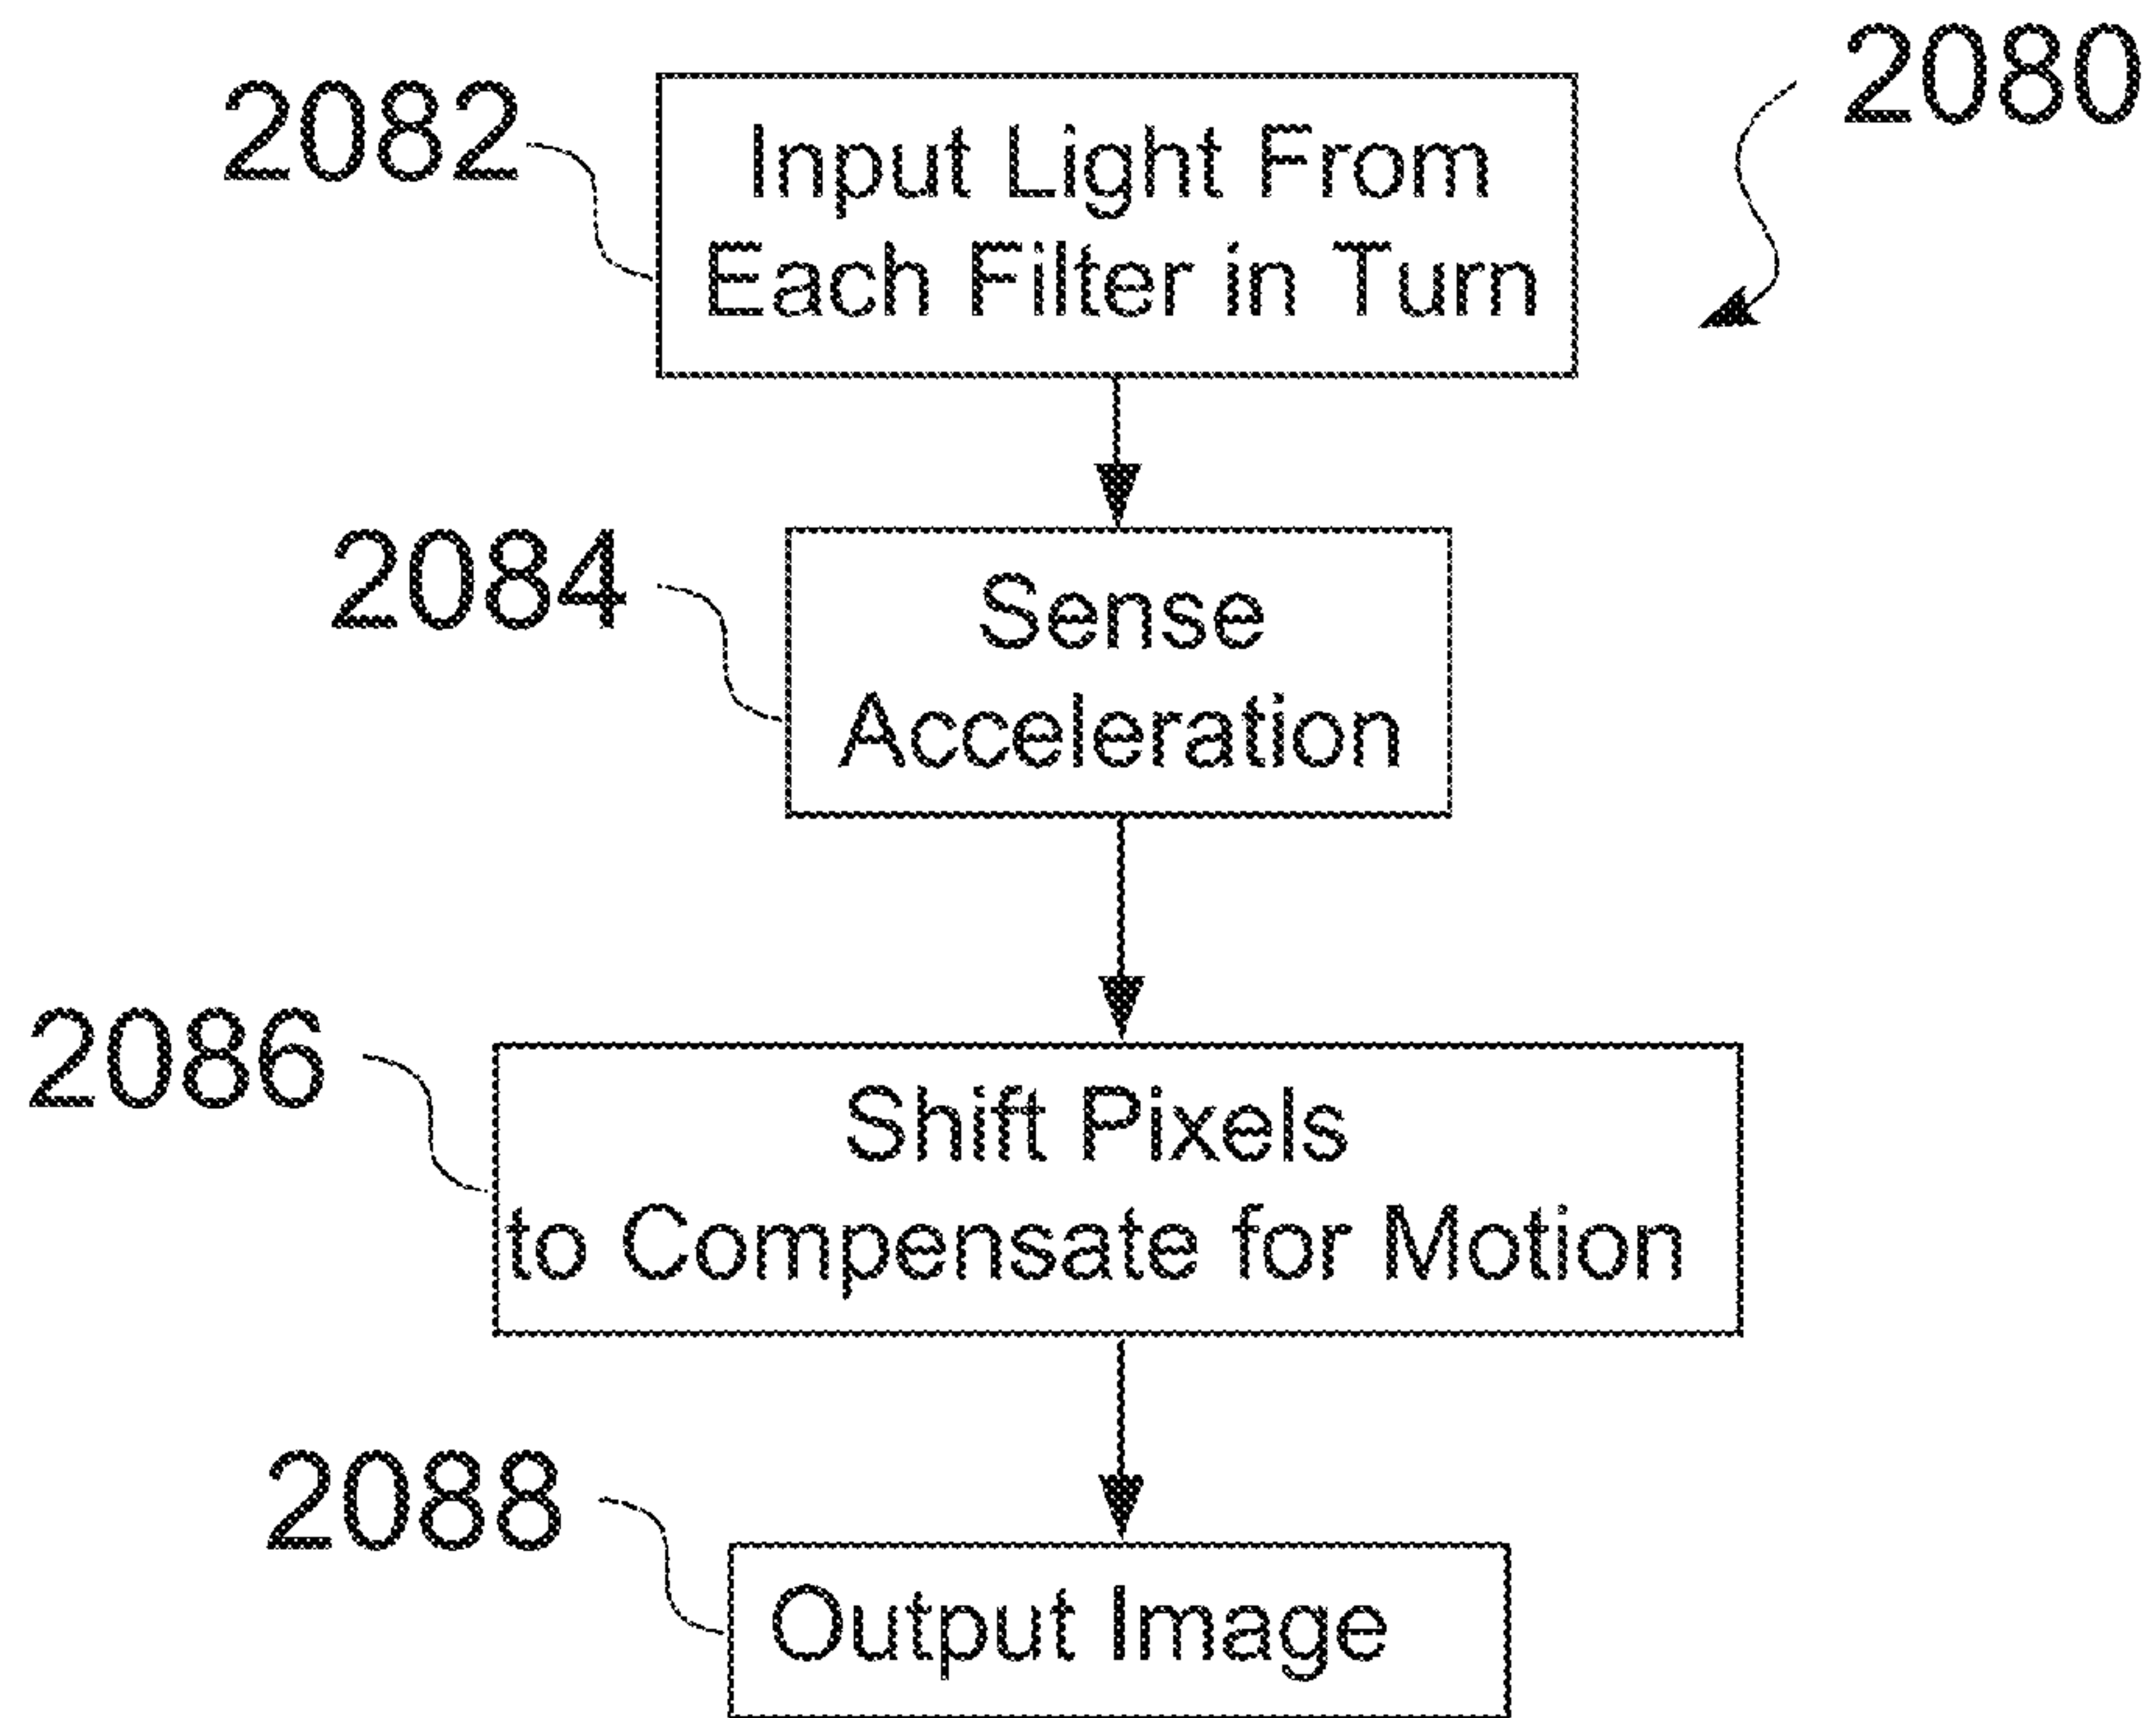 2080
2082
Input Light From
Each Filter in Turn
2084
Sense
Acceleration
2086
Shift Pixels
to Compensate for Motion
2088
Output Image